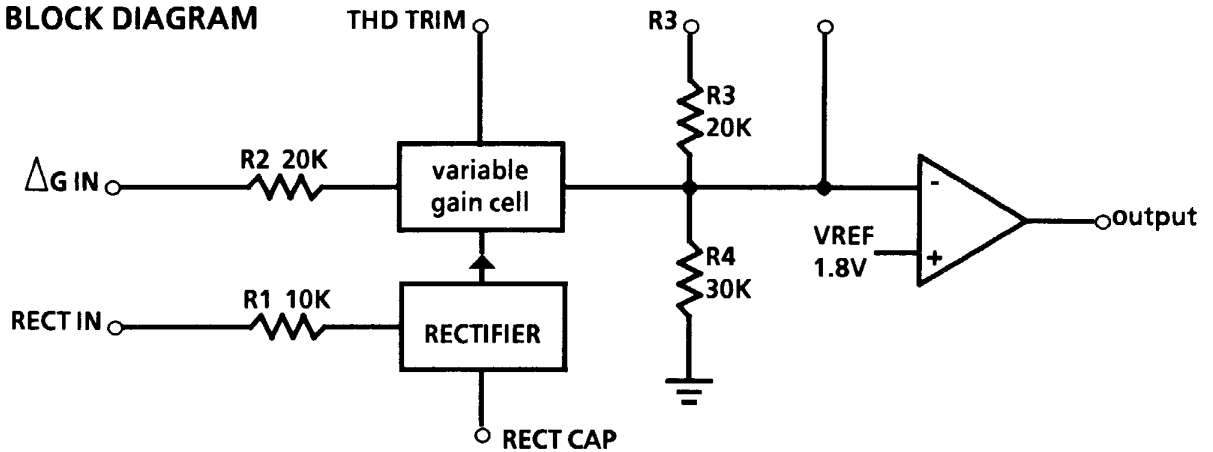 BLOCK DIAGRAM
THD TRIM
R3
R3
20K
ΔG IN
R2 20K
variable
gain cell
-
output
VREF
1.8V
+
R4
30K
RECT IN
R1 10K
RECTIFIER
RECT CAP